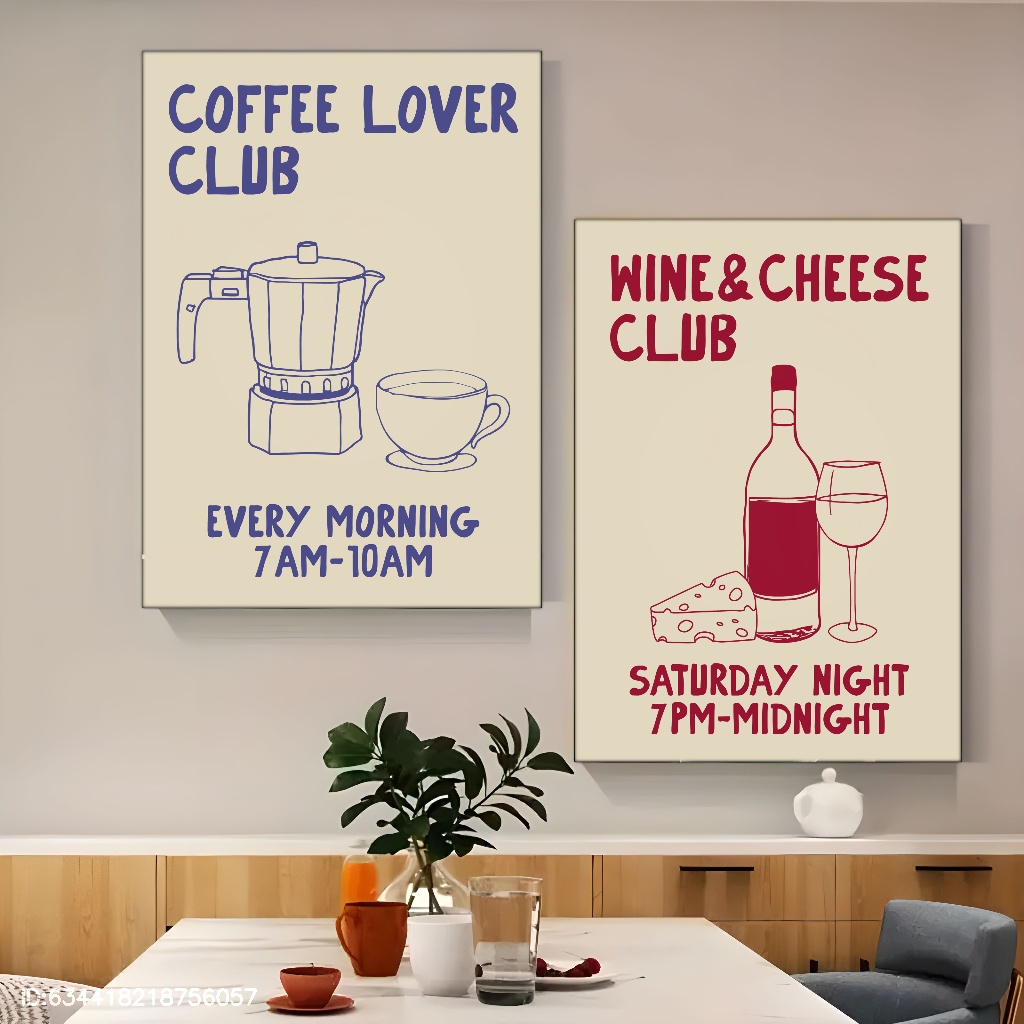 COFFEE LOVER
CLUB
EVERY MORNING
7AM-10AM
WINE & CHEESE
CLUB
SATURDAY NIGHT
7PM-MIDNIGHT
ID:634418218756057